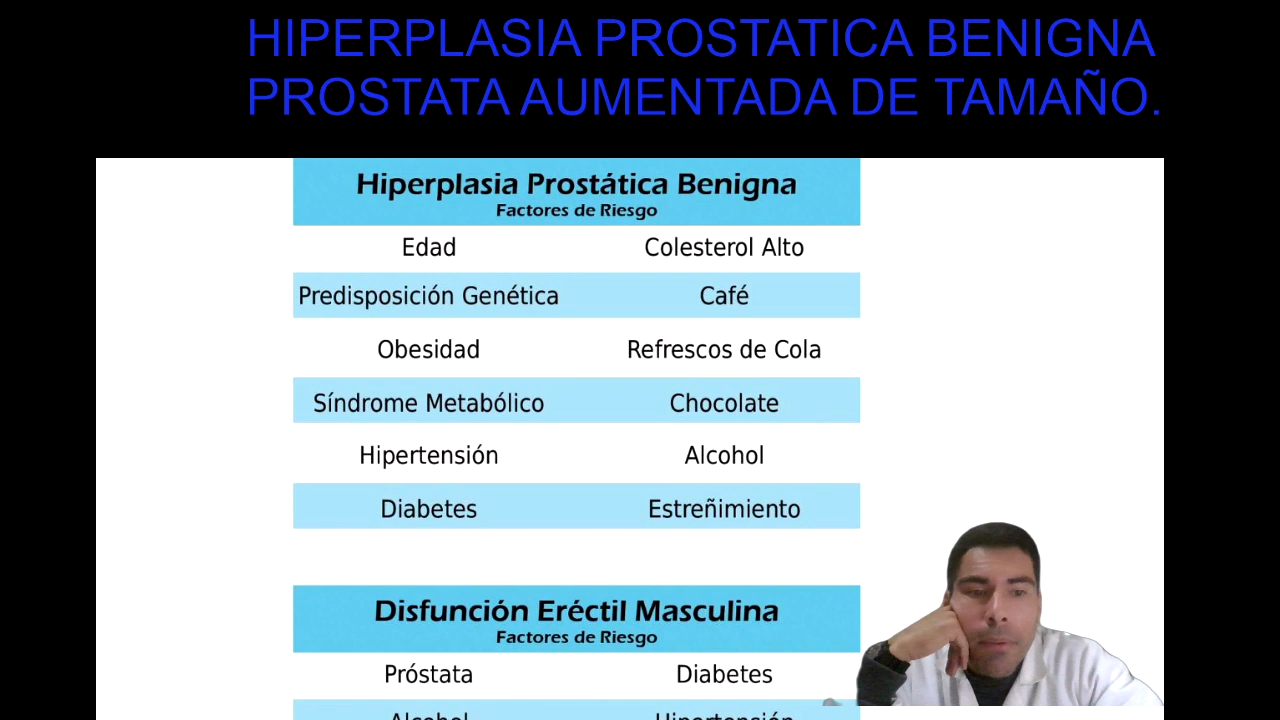 HIPERPLASIA PROSTATICA BENIGNA
PROSTATA AUMENTADA DE TAMAÑO.
Hiperplasia Prostática Benigna
Factores de Riesgo
Edad Colesterol Alto
Predisposición Genética Café
Obesidad Refrescos de Cola
Síndrome Metabólico Chocolate
Hipertensión Alcohol
Diabetes Estreñimiento
Disfunción Eréctil Masculina
Factores de Riesgo
Próstata Diabetes
Alcohol Hipertensión